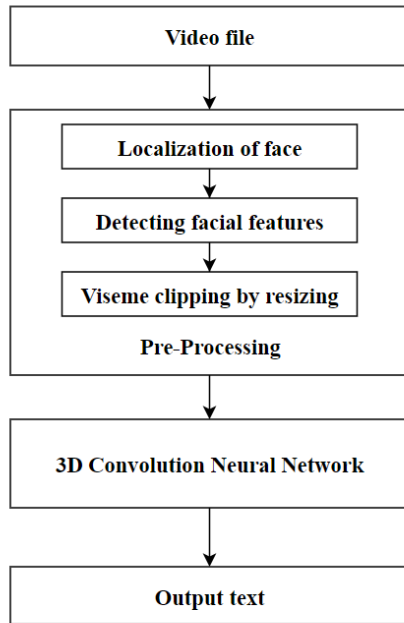 Video file
Localization of face
Detecting facial features
Viseme clipping by resizing
Pre-Processing
3D Convolution Neural Network
Output text